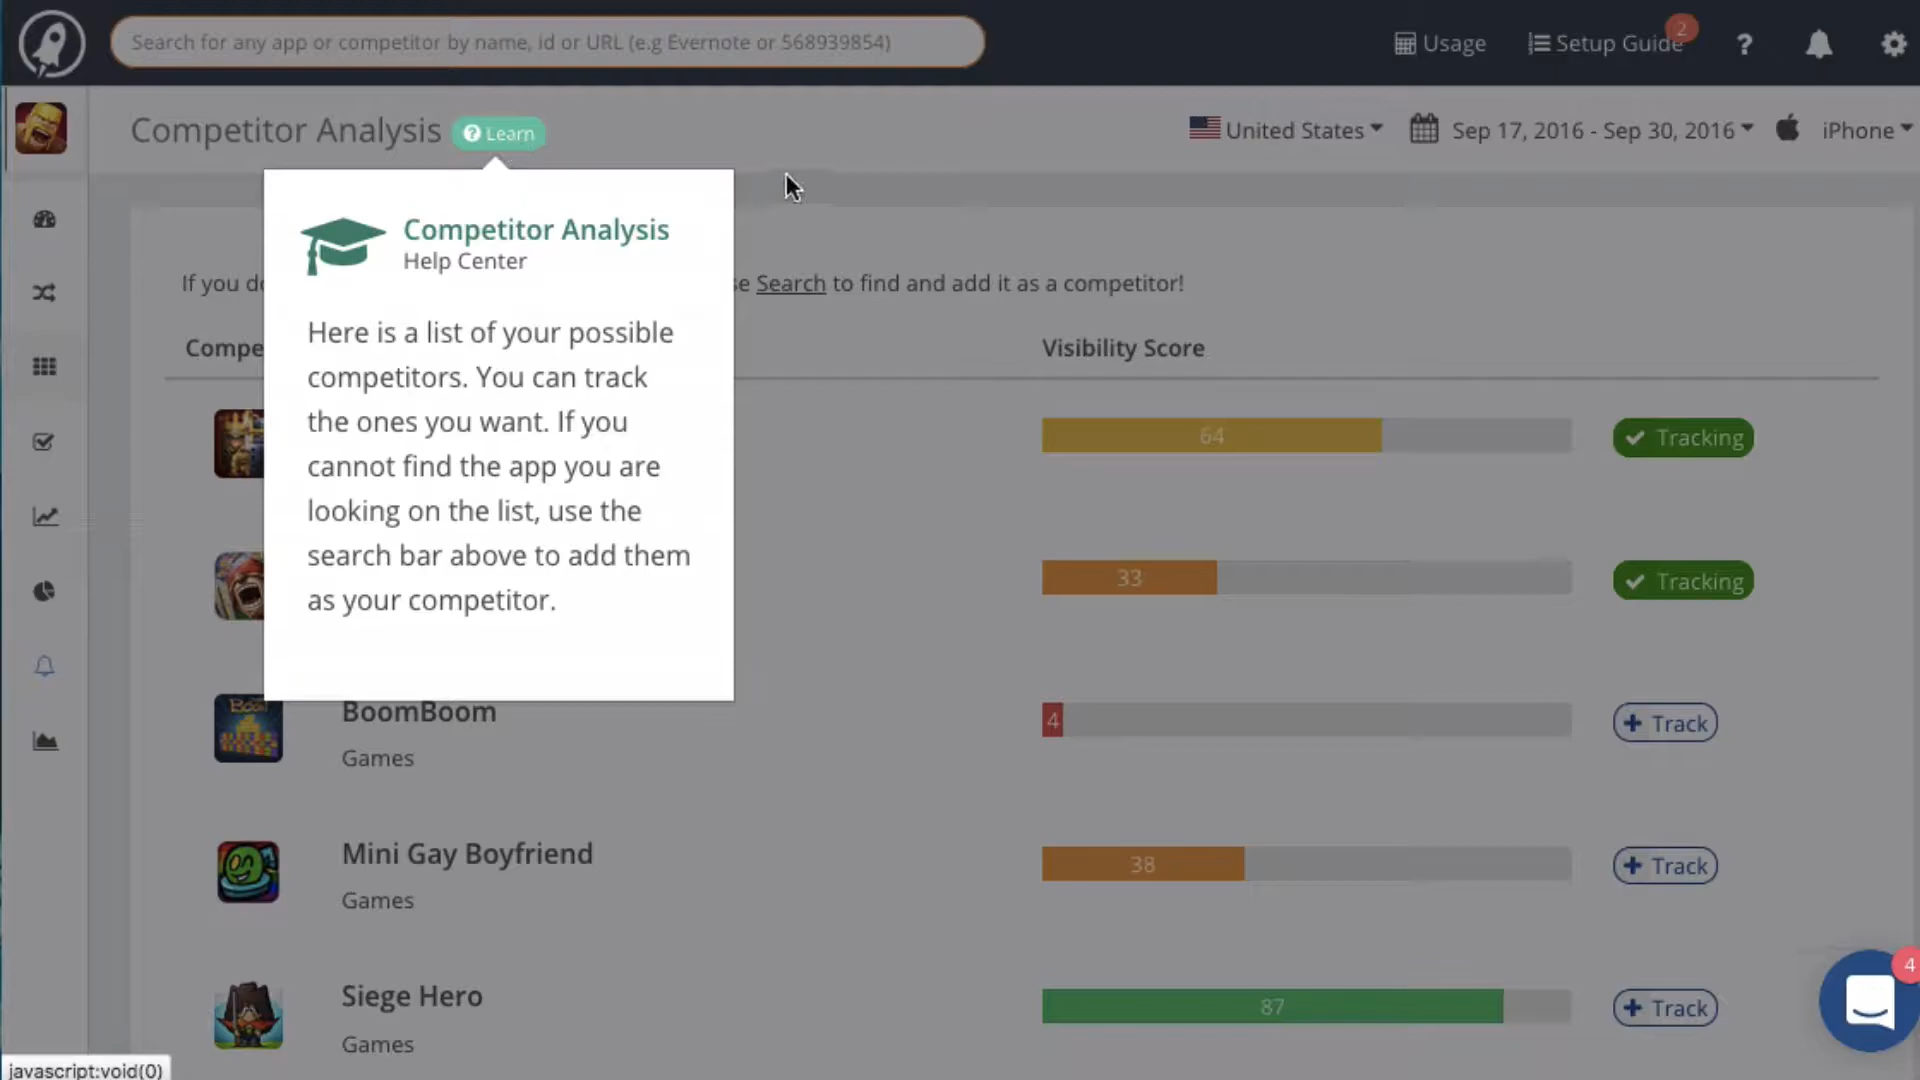 Search for any app or competitor by name, id or URL (e.g Evernote or 568939854)
Usage
Setup Guide
2
?
Competitor Analysis
? Learn
United States
Sep 17, 2016 - Sep 30, 2016
iPhone
Competitor Analysis
Help Center
Here is a list of your possible
competitors. You can track
the ones you want. If you
cannot find the app you are
looking on the list, use the
search bar above to add them
as your competitor.
If you
Search to find and add it as a competitor!
Visibility Score
64
Tracking
33
Tracking
BoomBoom
Games
4
+ Track
Mini Gay Boyfriend
Games
38
+ Track
Siege Hero
Games
87
+ Track
4
javascript:void(0)